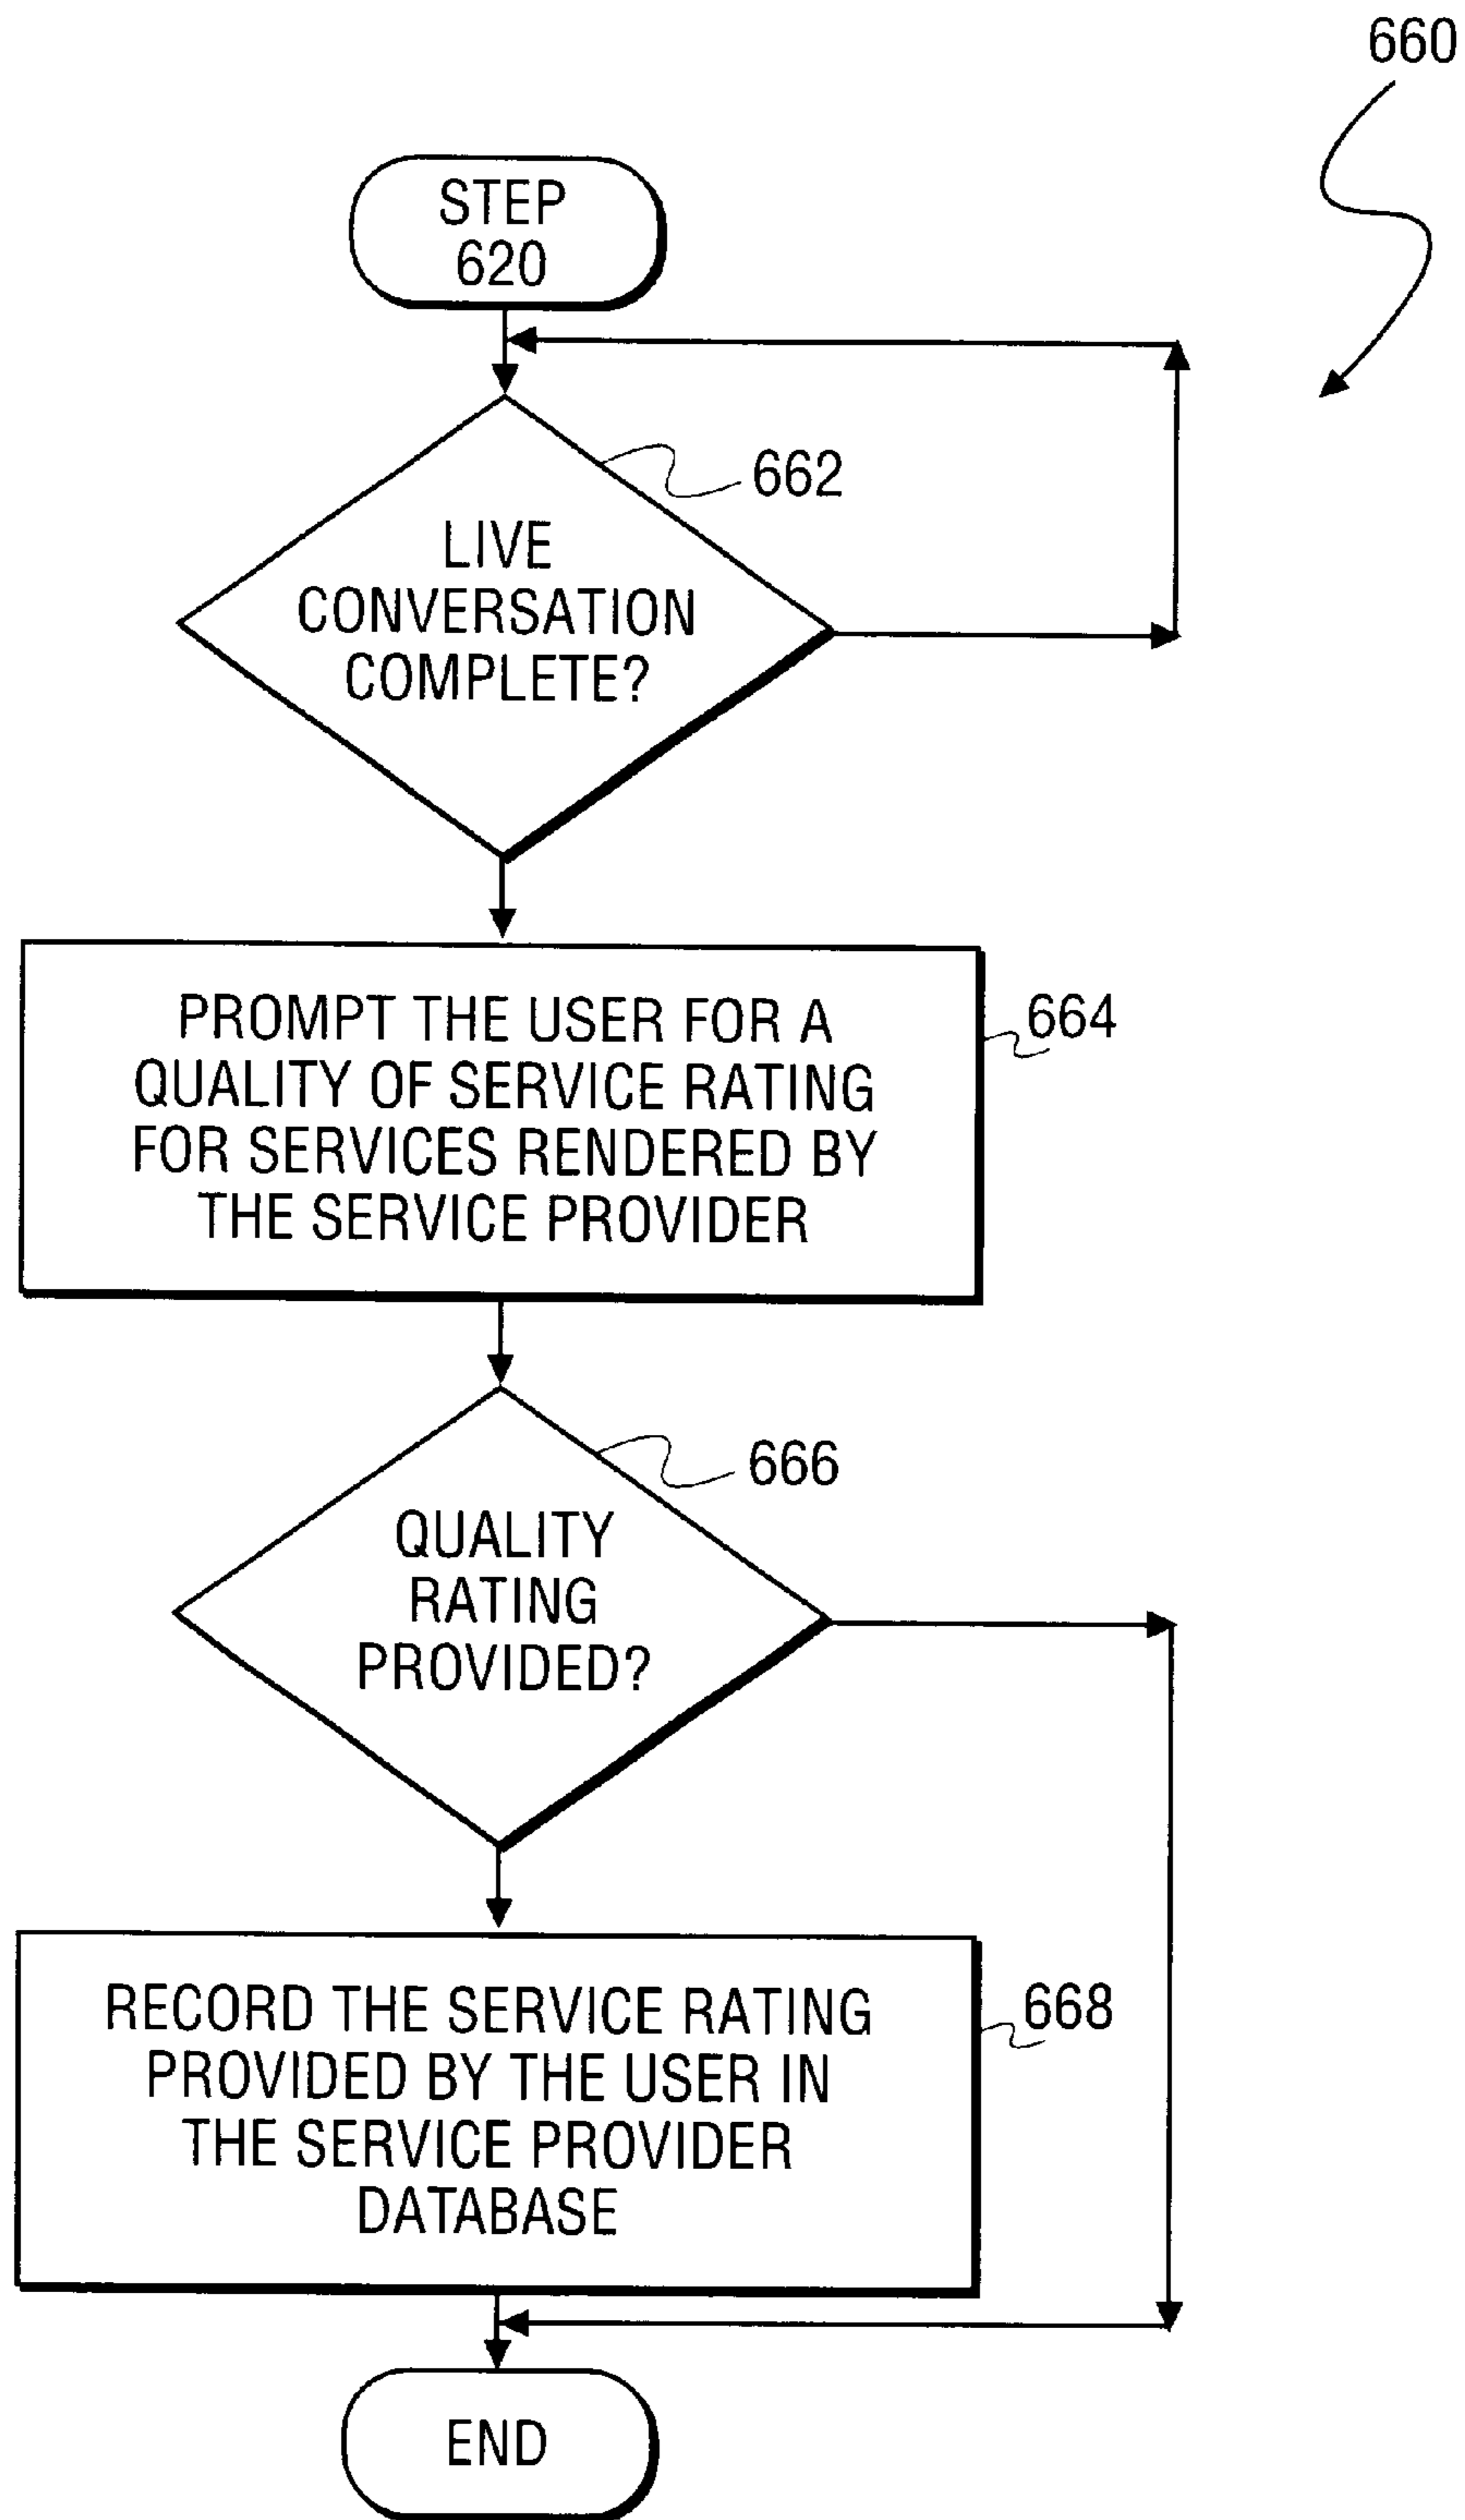 660
STEP
620
662
LIVE
CONVERSATION
COMPLETE?
PROMPT THE USER FOR A
QUALITY OF SERVICE RATING
FOR SERVICES RENDERED BY
THE SERVICE PROVIDER
664
666
QUALITY
RATING
PROVIDED?
RECORD THE SERVICE RATING
PROVIDED BY THE USER IN
THE SERVICE PROVIDER
DATABASE
668
END